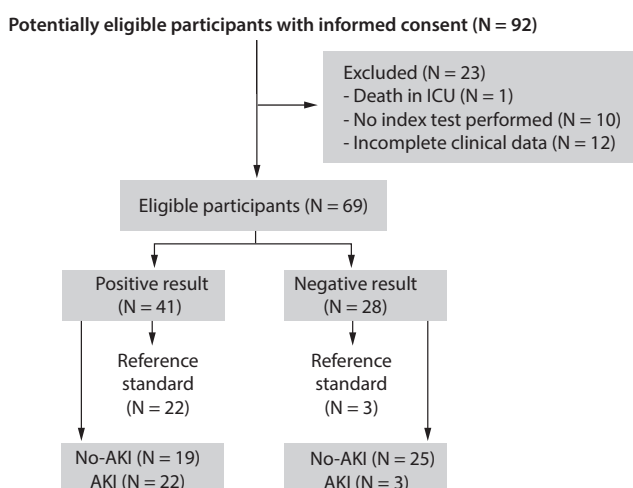 Potentially eligible participants with informed consent (N = 92)
Excluded (N = 23)
- Death in ICU (N = 1)
- No index test performed (N = 10)
- Incomplete clinical data (N = 12)
Eligible participants (N = 69)
Positive result
(N = 41)
Negative result
(N = 28)
Reference
standard
(N = 22)
Reference
standard
(N = 3)
No-AKI (N = 19)
AKI (N = 22)
No-AKI (N = 25)
AKI (N = 3)